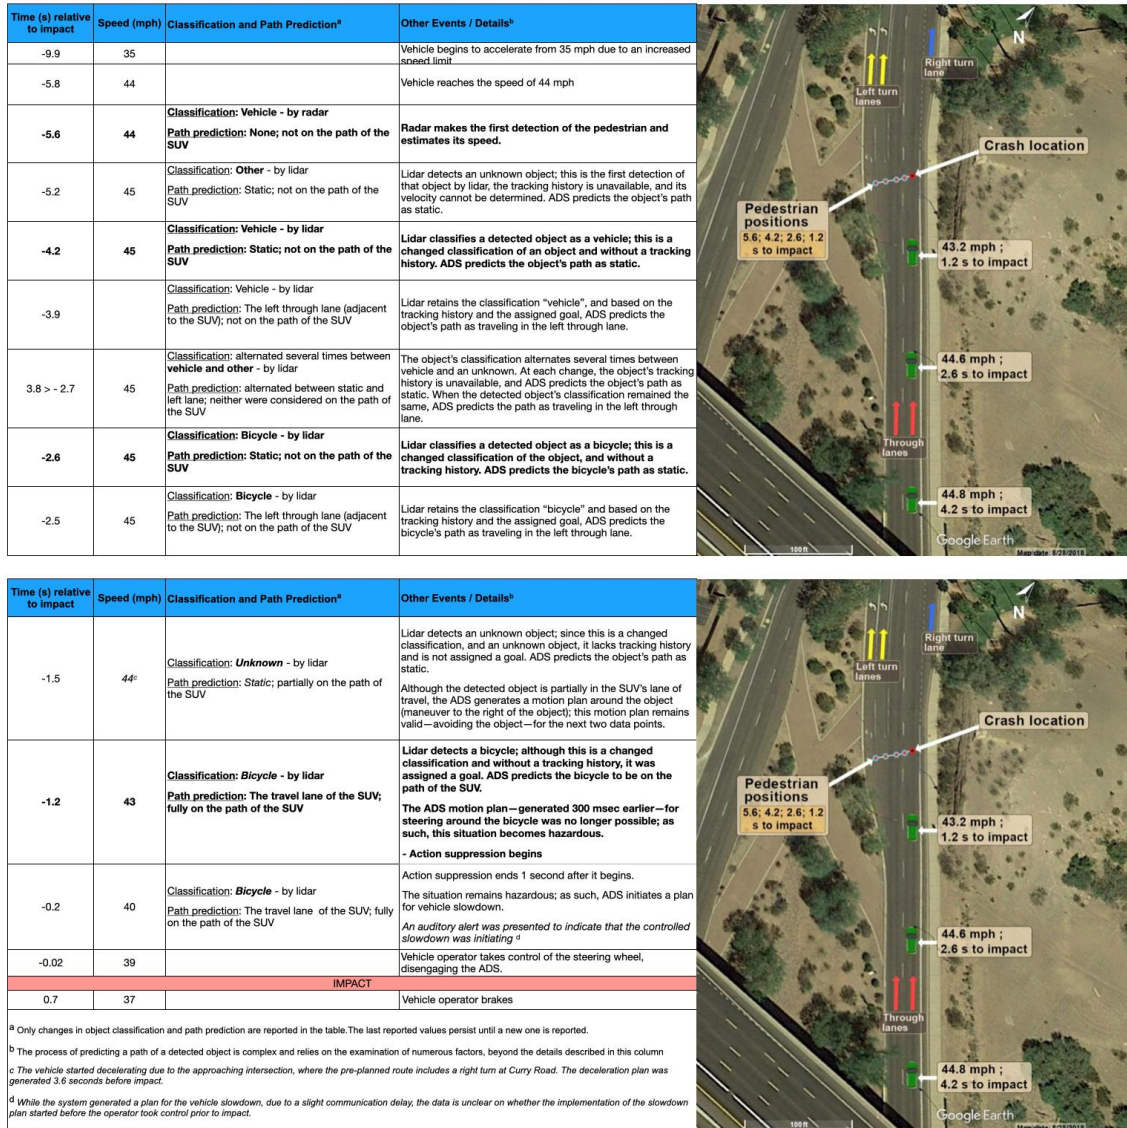 Time (s) relative
to impact
Speed (mph)
Classification and Path Predictionᵃ
Other Events / Detailsᵇ
-9.9
35
Vehicle begins to accelerate from 35 mph due to an increased
speed limit
-5.8
44
Vehicle reaches the speed of 44 mph
-5.6
44
Classification: Vehicle - by radar
Path prediction: None; not on the path of the
SUV
Radar makes the first detection of the pedestrian and
estimates its speed.
-5.2
45
Classification: Other - by lidar
Path prediction: Static; not on the path of the
SUV
Lidar detects an unknown object; this is the first detection of
that object by lidar, the tracking history is unavailable, and its
velocity cannot be determined. ADS predicts the object's path
as static.
-4.2
45
Classification: Vehicle - by lidar
Path prediction: Static; not on the path of the
SUV
Lidar classifies a detected object as a vehicle; this is a
changed classification of an object and without a tracking
history. ADS predicts the object's path as static.
-3.9
Classification: Vehicle - by lidar
Path prediction: The left through lane (adjacent
to the SUV); not on the path of the SUV
Lidar retains the classification “vehicle”, and based on the
tracking history and the assigned goal, ADS predicts the
object's path as traveling in the left through lane.
3.8 > - 2.7
45
Classification: alternated several times between
vehicle and other - by lidar
Path prediction: alternated between static and
left lane; neither were considered on the path of
the SUV
The object's classification alternates several times between
vehicle and an unknown. At each change, the object's tracking
history is unavailable, and ADS predicts the object's path as
static. When the detected object's classification remained the
same, ADS predicts the path as traveling in the left through
lane.
-2.6
45
Classification: Bicycle - by lidar
Path prediction: Static; not on the path of the
SUV
Lidar classifies a detected object as a bicycle; this is a
changed classification of the object, and without a
tracking history. ADS predicts the bicycle's path as static.
-2.5
45
Classification: Bicycle - by lidar
Path prediction: The left through lane (adjacent
to the SUV); not on the path of the SUV
Lidar retains the classification “bicycle” and based on the
tracking history and the assigned goal, ADS predicts the
bicycle's path as traveling in the left through lane.
N
Right turn
lane
Left turn
lanes
Crash location
Pedestrian
positions
5.6; 4.2; 2.6; 1.2
s to impact
43.2 mph ;
1.2 s to impact
44.6 mph ;
2.6 s to impact
Through
lanes
44.8 mph ;
4.2 s to impact
Google Earth
100 ft
Map date: 8/28/2018
Time (s) relative
to impact
Speed (mph)
Classification and Path Predictionᵃ
Other Events / Detailsᵇ
-1.5
44ᶜ
Classification: Unknown - by lidar
Path prediction: Static; partially on the path of
the SUV
Lidar detects an unknown object; since this is a changed
classification, and an unknown object, it lacks tracking history
and is not assigned a goal. ADS predicts the object's path as
static.
Although the detected object is partially in the SUV's lane of
travel, the ADS generates a motion plan around the object
(maneuver to the right of the object); this motion plan remains
valid—avoiding the object—for the next two data points.
-1.2
43
Classification: Bicycle - by lidar
Path prediction: The travel lane of the SUV;
fully on the path of the SUV
Lidar detects a bicycle; although this is a changed
classification and without a tracking history, it was
assigned a goal. ADS predicts the bicycle to be on the
path of the SUV.
The ADS motion plan—generated 300 msec earlier—for
steering around the bicycle was no longer possible; as
such, this situation becomes hazardous.
- Action suppression begins
-0.2
40
Classification: Bicycle - by lidar
Path prediction: The travel lane of the SUV; fully
on the path of the SUV
Action suppression ends 1 second after it begins.
The situation remains hazardous; as such, ADS initiates a plan
for vehicle slowdown.
An auditory alert was presented to indicate that the controlled
slowdown was initiating ᵈ
-0.02
39
Vehicle operator takes control of the steering wheel,
disengaging the ADS.
IMPACT
0.7
37
Vehicle operator brakes
ᵃ Only changes in object classification and path prediction are reported in the table.The last reported values persist until a new one is reported.
ᵇ The process of predicting a path of a detected object is complex and relies on the examination of numerous factors, beyond the details described in this column
c The vehicle started decelerating due to the approaching intersection, where the pre-planned route includes a right turn at Curry Road. The deceleration plan was
generated 3.6 seconds before impact.
ᵈ While the system generated a plan for the vehicle slowdown, due to a slight communication delay, the data is unclear on whether the implementation of the slowdown
plan started before the operator took control prior to impact.
N
Right turn
lane
Left turn
lanes
Crash location
Pedestrian
positions
5.6; 4.2; 2.6; 1.2
s to impact
43.2 mph ;
1.2 s to impact
44.6 mph ;
2.6 s to impact
Through
lanes
44.8 mph ;
4.2 s to impact
Google Earth
100 ft